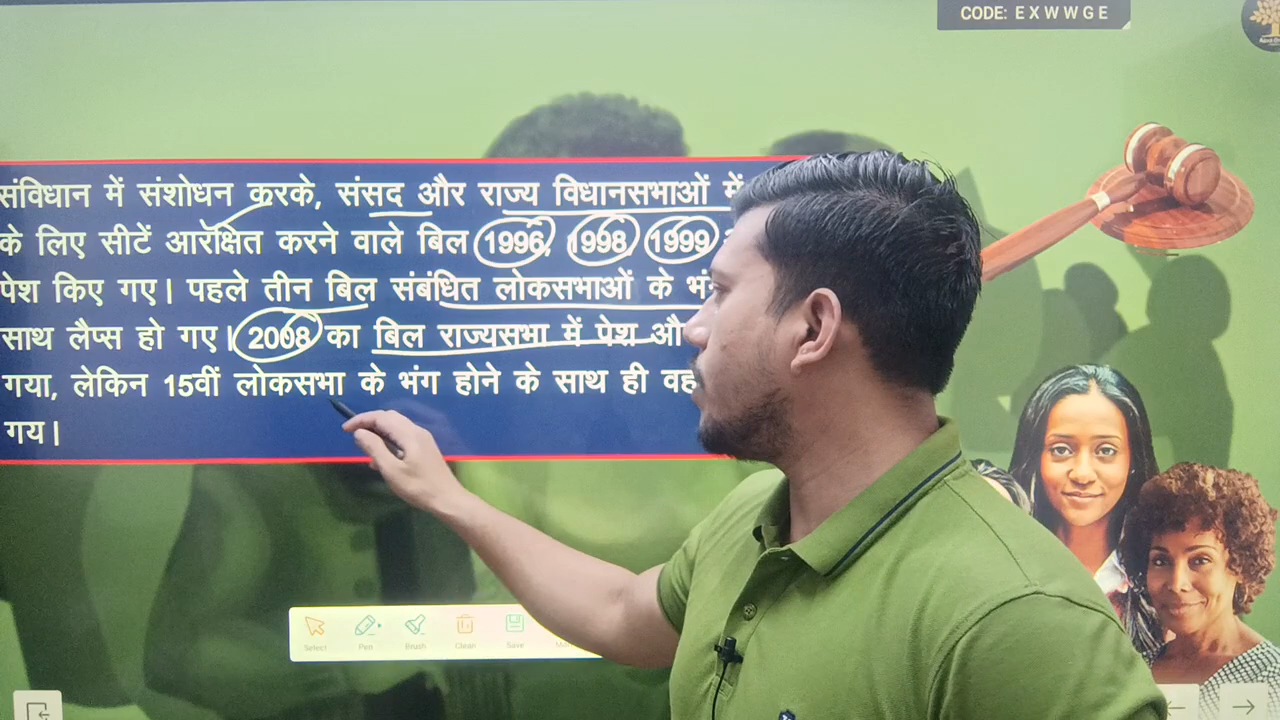 CODE: E X W W G E
संविधान में संशोधन करके, संसद और राज्य विधानसभाओं में
के लिए सीटें आरक्षित करने वाले बिल 1996, 1998, 1999
पेश किए गए। पहले तीन बिल संबंधित लोकसभाओं के
साथ लैप्स हो गए। 2008 का बिल राज्यसभा में पेश
गया, लेकिन 15वीं लोकसभा के भंग होने के साथ ही वह
गय।
Select Pen Brush Clean Save